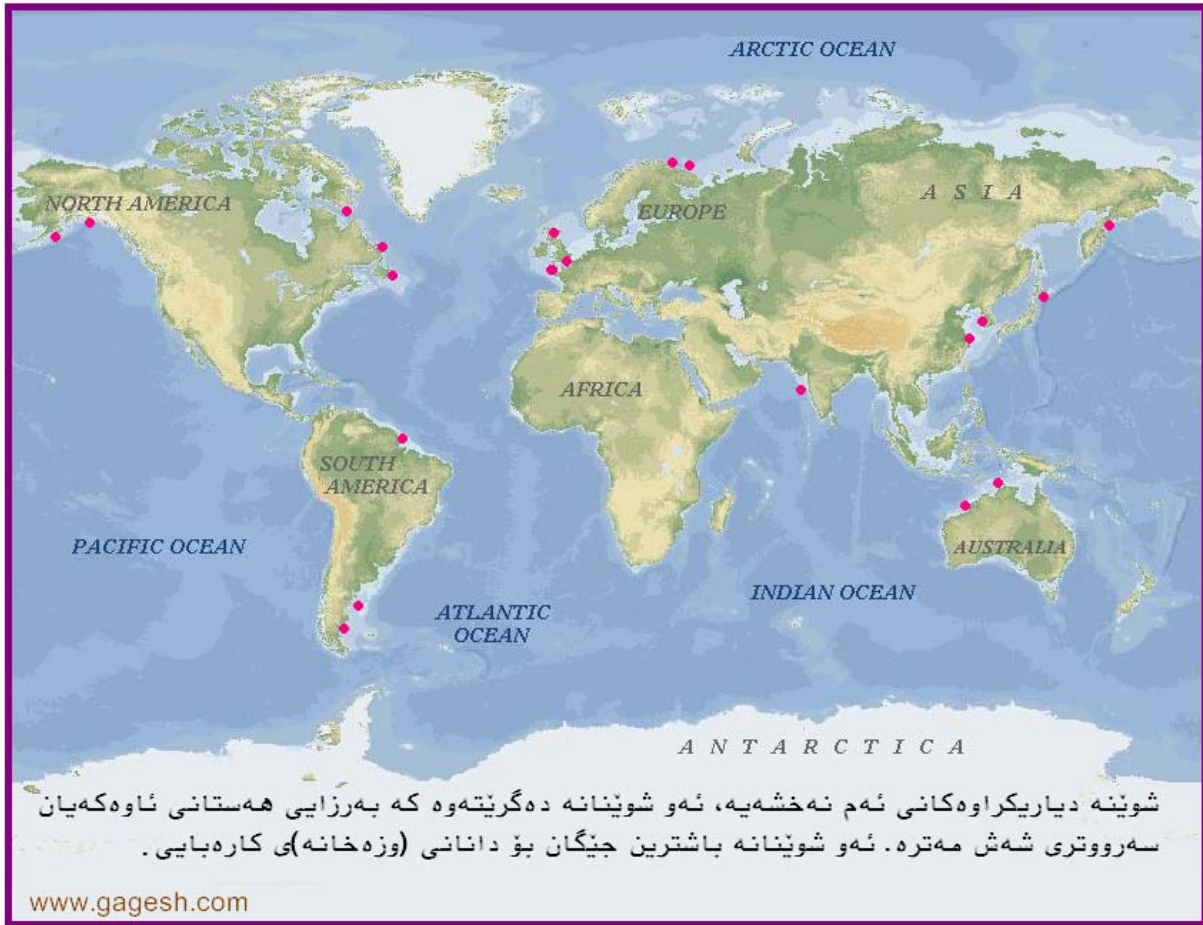 ARCTIC OCEAN
NORTH AMERICA
EUROPE
A S I A
AFRICA
SOUTH
AMERICA
PACIFIC OCEAN
AUSTRALIA
INDIAN OCEAN
ATLANTIC
OCEAN
A N T A R C T I C A
شوێنە دیاریکراوەکانی ئەم نەخشەیە، ئەو شوێنانە دەگرێتەوە کە بەرزایی هەستانی ئاوەکەیان
سەرووتری شەش مەترە. ئەو شوێنانە باشترین جێگان بۆ دانانی (وزەخانە)ی کارەبایی.
www.gagesh.com